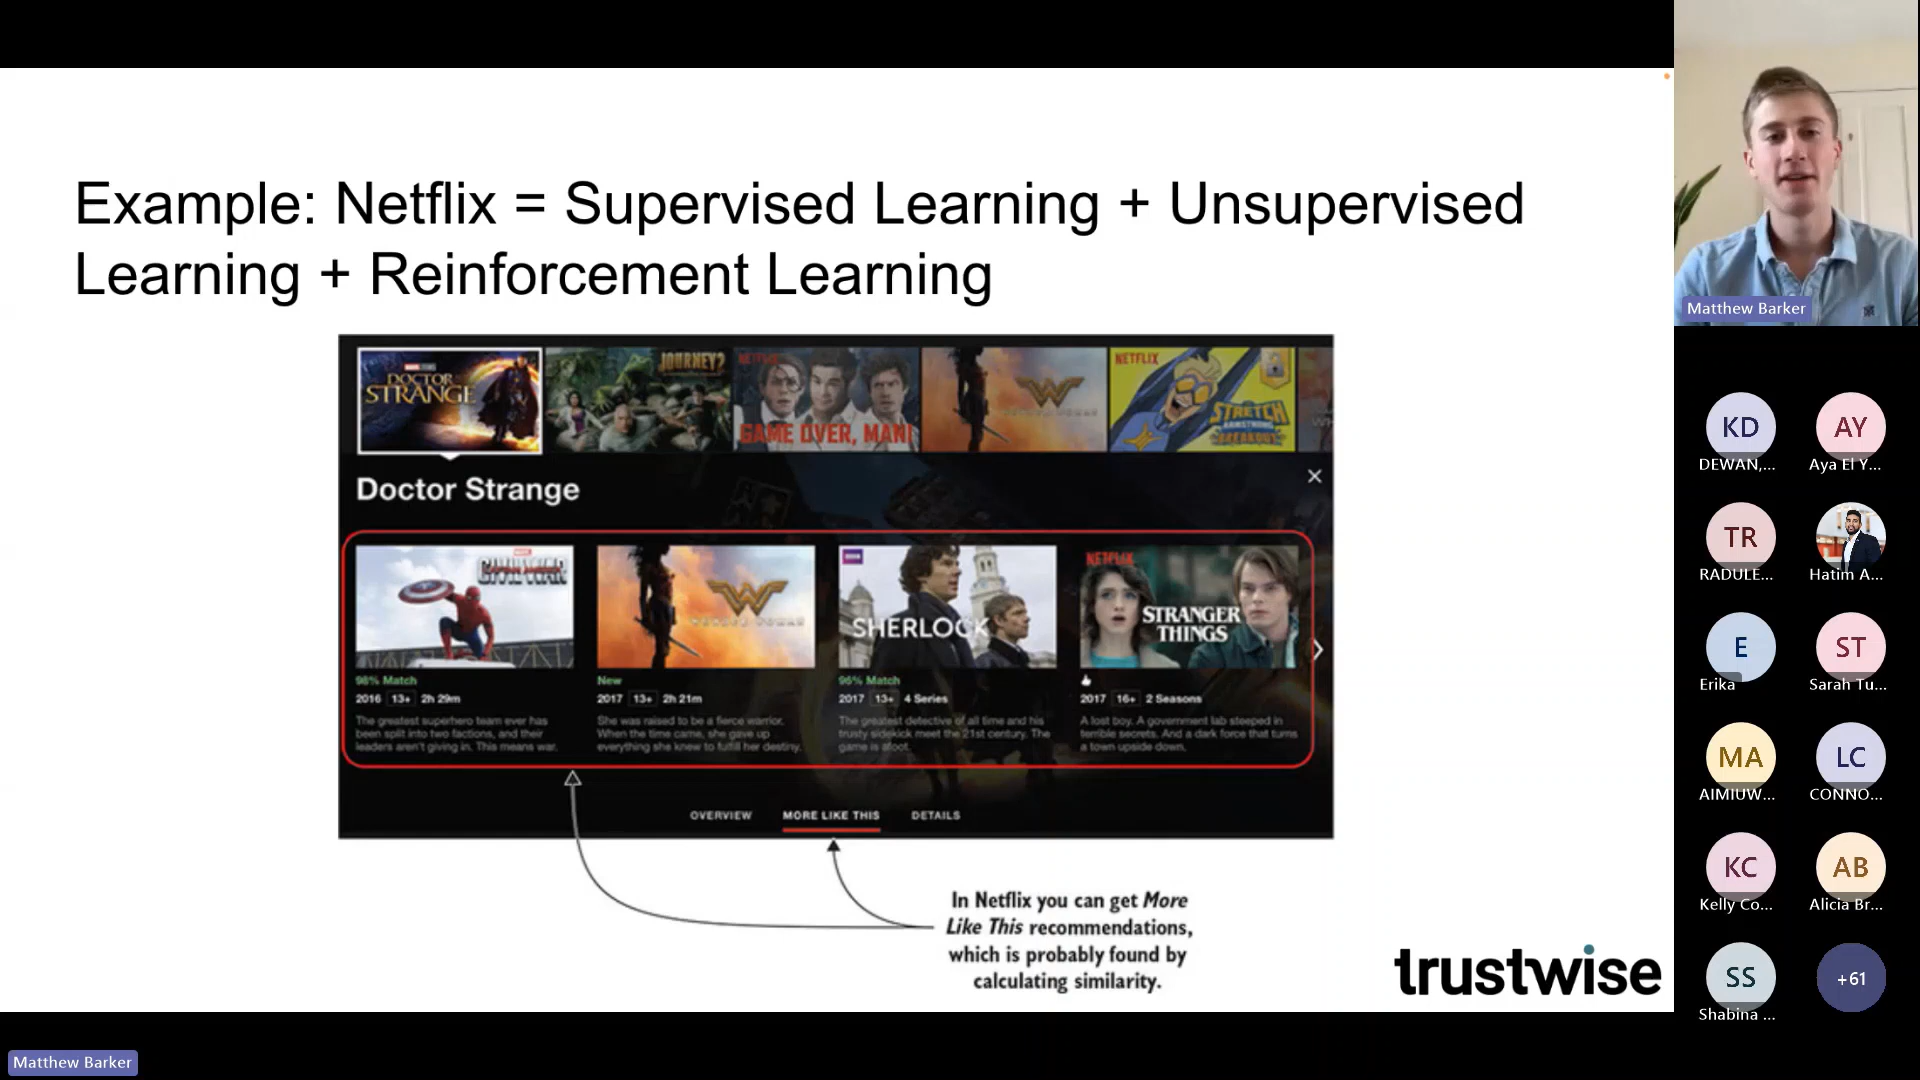 Example: Netflix = Supervised Learning + Unsupervised
Learning + Reinforcement Learning
DOCTOR
STRANGE
JOURNEY2
NETFLIX
GAME OVER, MAN!
NETFLIX
STRETCH
ARMSTRONG
BREAKOUT
Doctor Strange
CIVIL WAR
WONDER WOMAN
SHERLOCK
NETFLIX
STRANGER
THINGS
98% Match
New
96% Match
2016 13+ 2h 29m
2017 13+ 2h 21m
2017 13+ 4 Series
2017 16+ 2 Seasons
The greatest superhero team ever has
been split into two factions, and their
leaders aren't giving in. This means war.
She was raised to be a fierce warrior.
When the time came, she gave up
everything she knew to fulfill her destiny.
The greatest detective of all time and his
trusty sidekick meet the 21st century. The
game is afoot.
A lost boy. A government lab steeped in
terrible secrets. And a dark force that turns
a town upside down.
OVERVIEW MORE LIKE THIS DETAILS
In Netflix you can get More
Like This recommendations,
which is probably found by
calculating similarity.
trustwise
Matthew Barker
KD
DEWAN,...
AY
Aya El Y...
TR
RADULE...
Hatim A...
E
Erika
ST
Sarah Tu...
MA
AIMIUW...
LC
CONNO...
KC
Kelly Co...
AB
Alicia Br...
SS
Shabina ...
+61
Matthew Barker